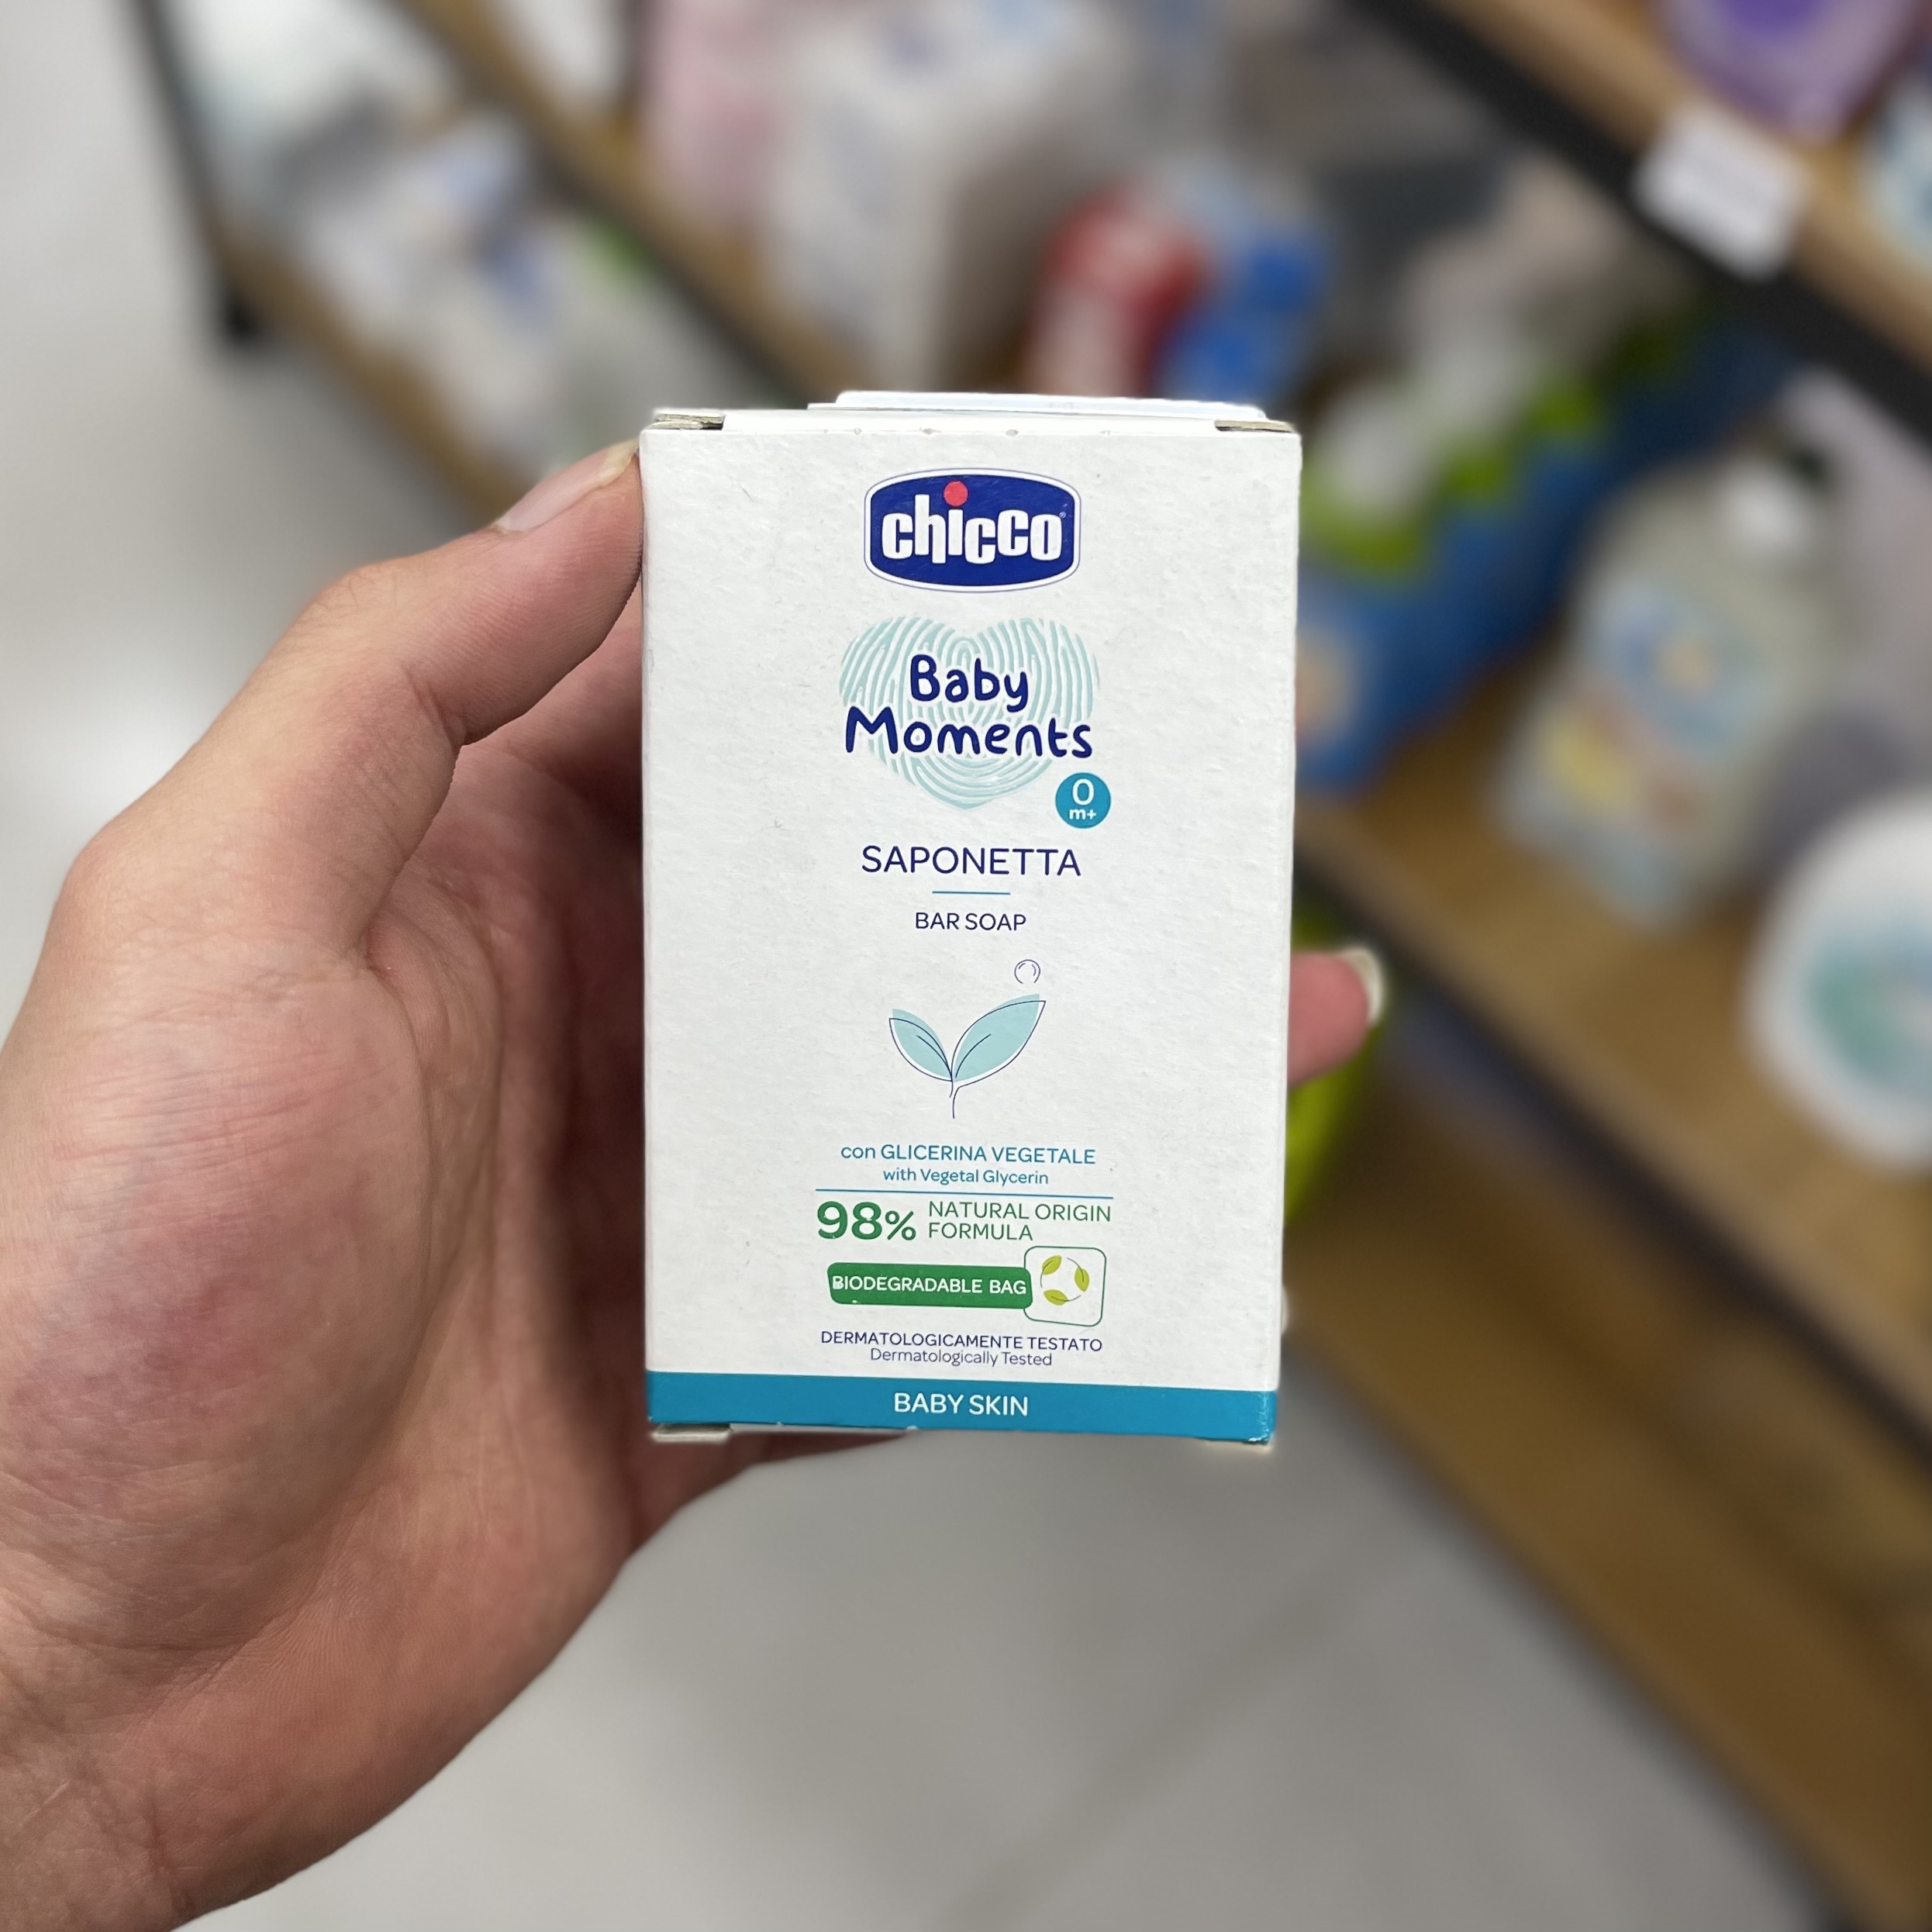 chicco
Baby
Moments
0
m+
SAPONETTA
BAR SOAP
con GLICERINA VEGETALE
with Vegetal Glycerin
98% NATURAL ORIGIN
FORMULA
BIODEGRADABLE BAG
DERMATOLOGICAMENTE TESTATO
Dermatologically Tested
BABY SKIN